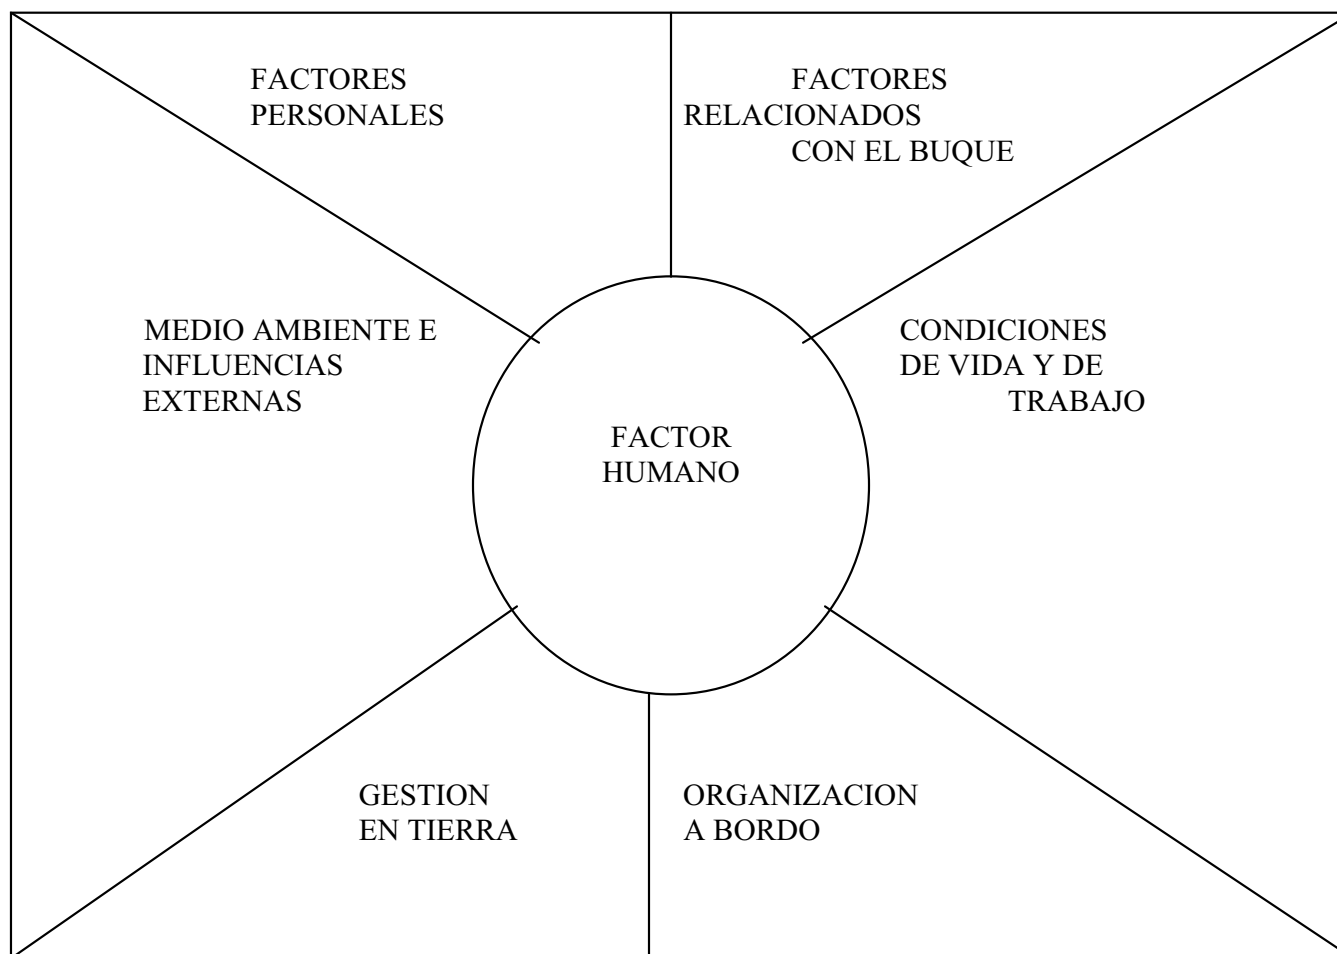 FACTORES
PERSONALES
FACTORES
RELACIONADOS
CON EL BUQUE
MEDIO AMBIENTE E
INFLUENCIAS
EXTERNAS
CONDICIONES
DE VIDA Y DE
TRABAJO
FACTOR
HUMANO
GESTION
EN TIERRA
ORGANIZACION
A BORDO